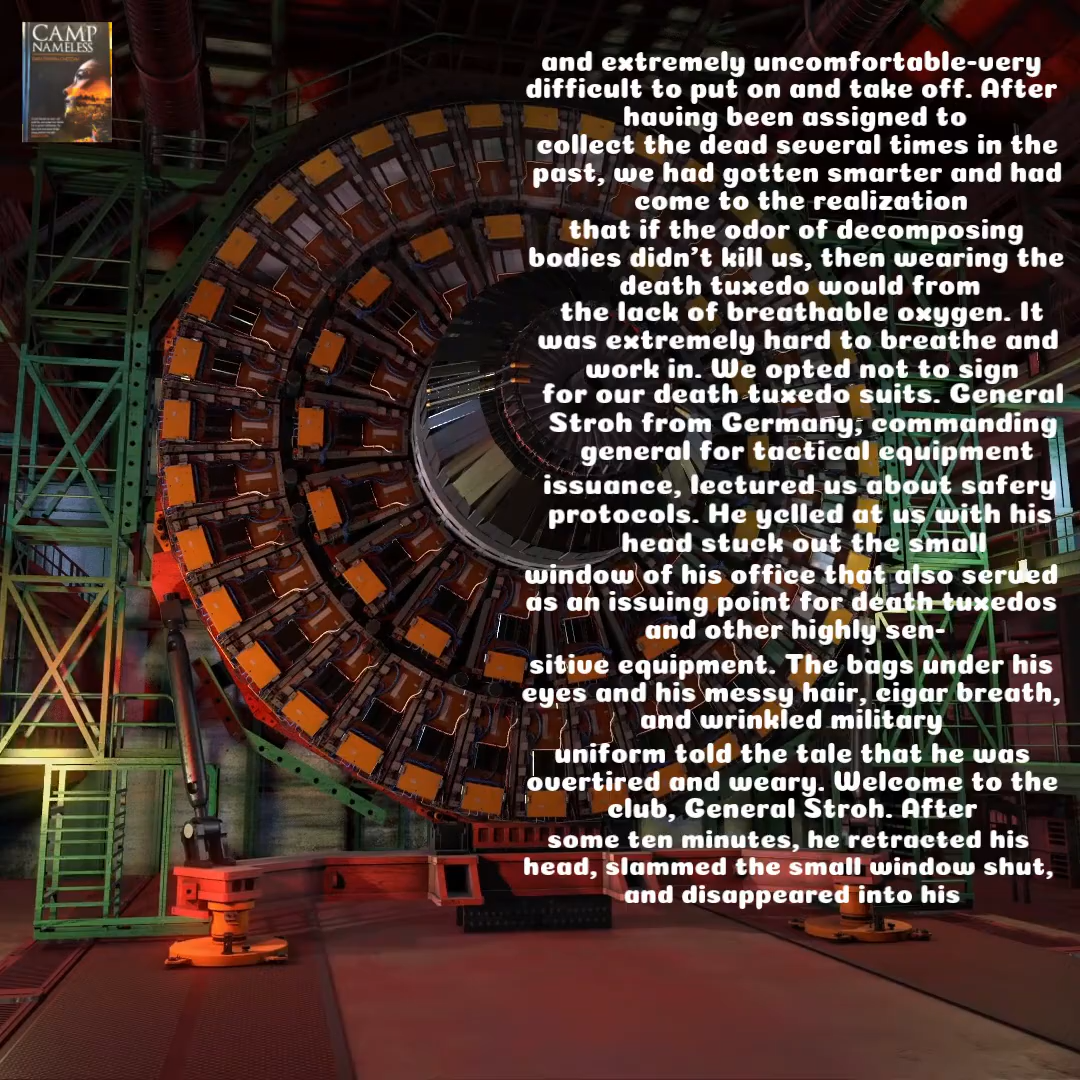 CAMP
NAMELESS
and extremely uncomfortable-very
difficult to put on and take off. After
having been assigned to
collect the dead several times in the
past, we had gotten smarter and had
come to the realization
that if the odor of decomposing
bodies didn’t kill us, then wearing the
death tuxedo would from
the lack of breathable oxygen. It
was extremely hard to breathe and
work in. We opted not to sign
for our death tuxedo suits. General
Stroh from Germany; commanding
general for tactical equipment
issuance, lectured us about safery
protocols. He yclled at us with his
head stuck out the small
window of his office that also served
as an issuing point for death tuxedos
and other highly sen-
sitive equipment. The bags under his
eyes and his messy hair, cigar breath,
and wrinkled military
uniform told the tale that he was
overtired and weary. Welcome to the
club, General Stroh. After
some ten minutes, he retracted his
head, slammed the small window shut,
and disappeared into his